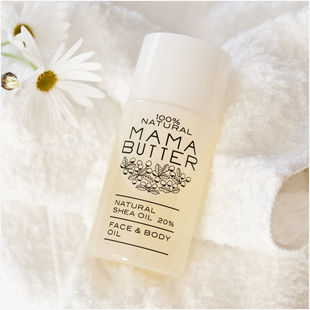 100%
NATURAL
MAMA
BUTTER
NATURAL
SHEA OIL 20%
FACE & BODY
OIL